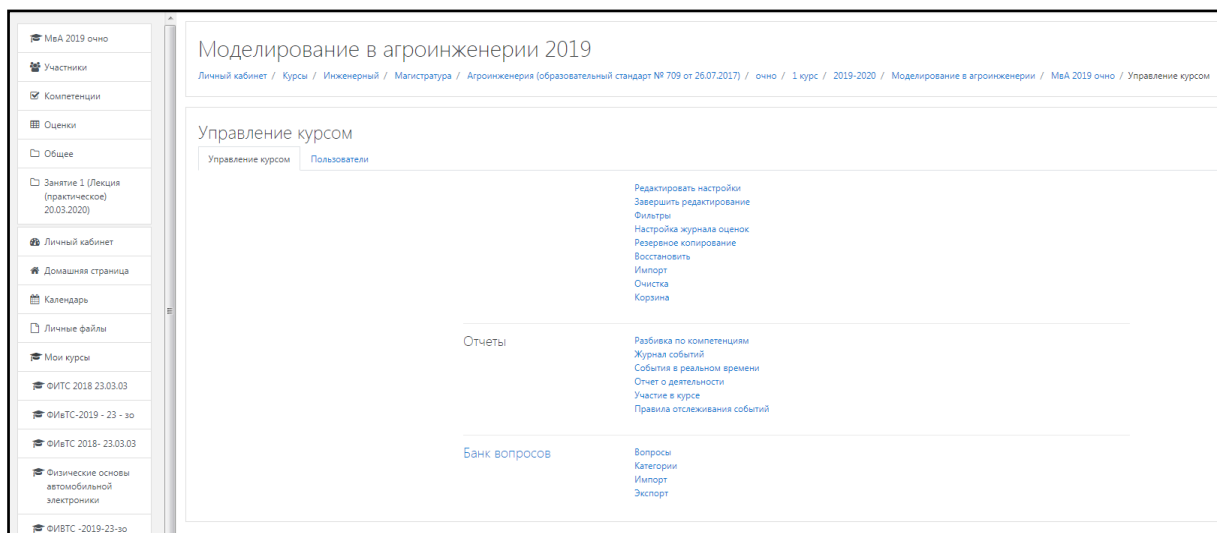 МвА 2019 очно
Участники
Компетенции
Оценки
Общее
Занятие 1 (Лекция
(практическое)
20.03.2020)
Личный кабинет
Домашняя страница
Календарь
Личные файлы
Мои курсы
ФИТС 2018 23.03.03
ФИвТС-2019 - 23 - зо
ФИвТС 2018- 23.03.03
Физические основы
автомобильной
электроники
ФИВТС -2019-23-зо
Моделирование в агроинженерии 2019
Личный кабинет / Курсы / Инженерный / Магистратура / Агроинженерия (образовательный стандарт № 709 от 26.07.2017) / очно / 1 курс / 2019-2020 / Моделирование в агроинженерии / МвА 2019 очно / Управление курсом
Управление курсом
Управление курсом Пользователи
Редактировать настройки
Завершить редактирование
Фильтры
Настройка журнала оценок
Резервное копирование
Восстановить
Импорт
Очистка
Корзина
Отчеты
Разбивка по компетенциям
Журнал событий
События в реальном времени
Отчет о деятельности
Участие в курсе
Правила отслеживания событий
Банк вопросов
Вопросы
Категории
Импорт
Экспорт